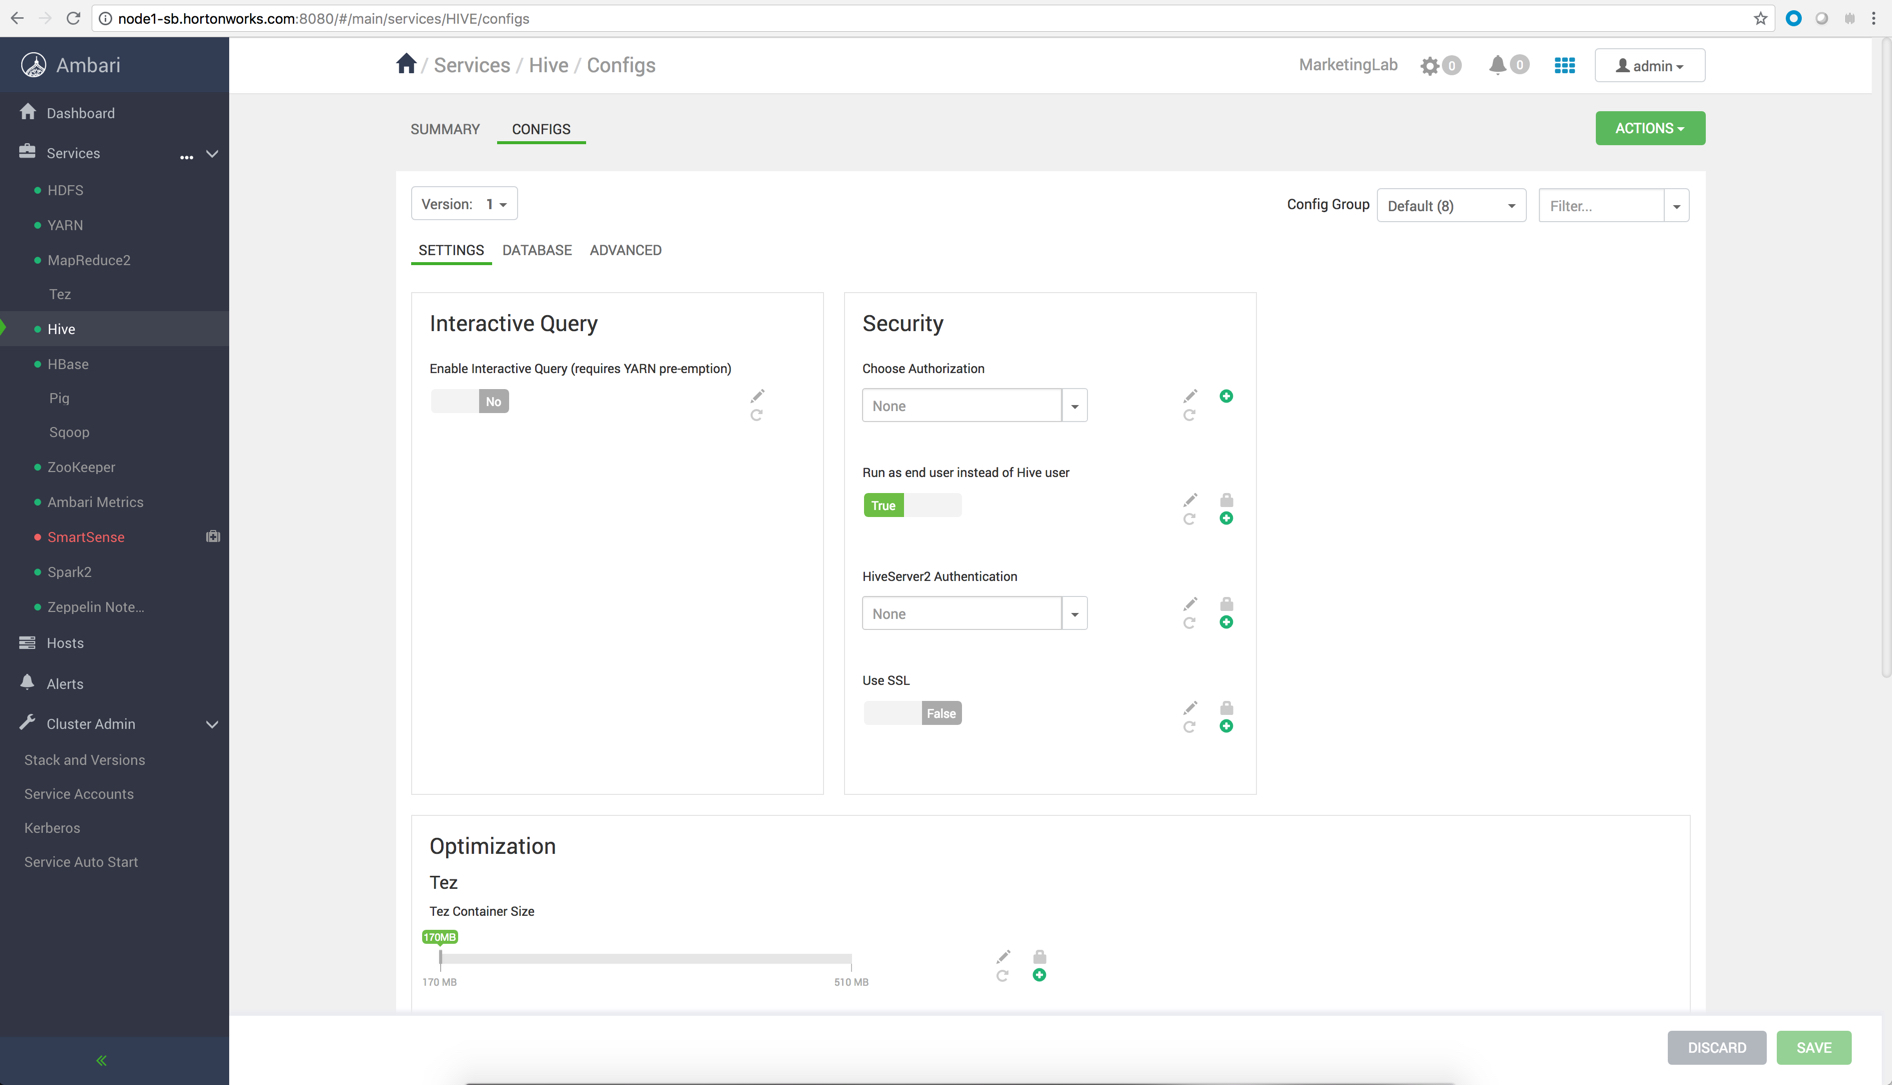 node1-sb.hortonworks.com:8080/#/main/services/HIVE/configs
Ambari
/ Services / Hive / Configs
MarketingLab
0
0
admin
Dashboard
Services
...
HDFS
YARN
MapReduce2
Tez
Hive
HBase
Pig
Sqoop
ZooKeeper
Ambari Metrics
SmartSense
Spark2
Zeppelin Note...
Hosts
Alerts
Cluster Admin
Stack and Versions
Service Accounts
Kerberos
Service Auto Start
SUMMARY
CONFIGS
ACTIONS
Version: 1
Config Group
Default (8)
Filter...
SETTINGS
DATABASE
ADVANCED
Interactive Query
Enable Interactive Query (requires YARN pre-emption)
No
Security
Choose Authorization
None
Run as end user instead of Hive user
True
HiveServer2 Authentication
None
Use SSL
False
Optimization
Tez
Tez Container Size
170MB
170 MB
510 MB
DISCARD
SAVE